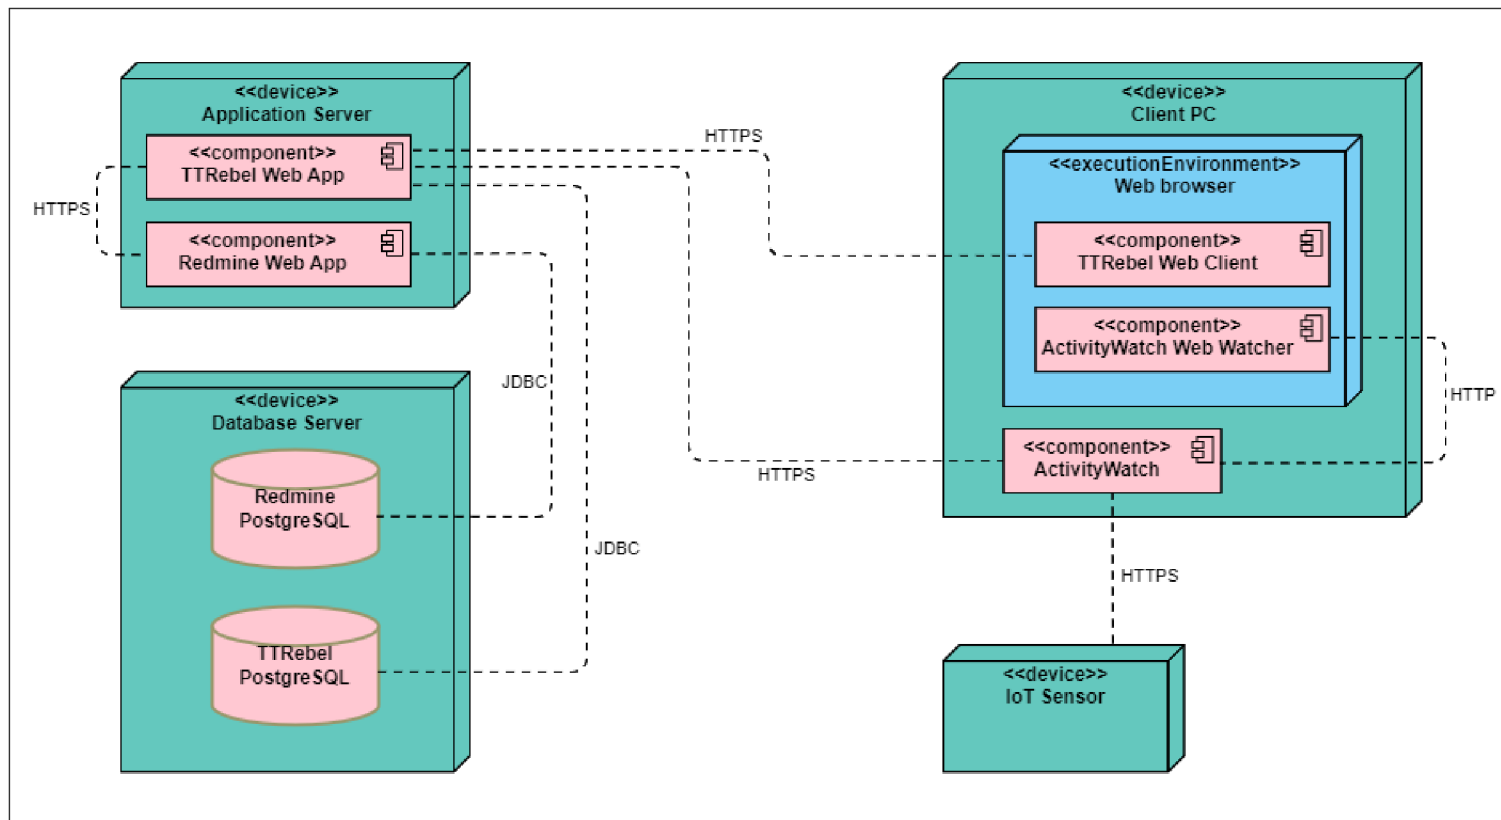 <<device>>
Application Server
<<component>>
TTRebel Web App
HTTPS
<<component>>
Redmine Web App
<<device>>
Database Server
Redmine
PostgreSQL
TTRebel
PostgreSQL
JDBC
JDBC
HTTPS
HTTPS
<<device>>
Client PC
<<executionEnvironment>>
Web browser
<<component>>
TTRebel Web Client
<<component>>
ActivityWatch Web Watcher
HTTP
<<component>>
ActivityWatch
HTTPS
<<device>>
IoT Sensor